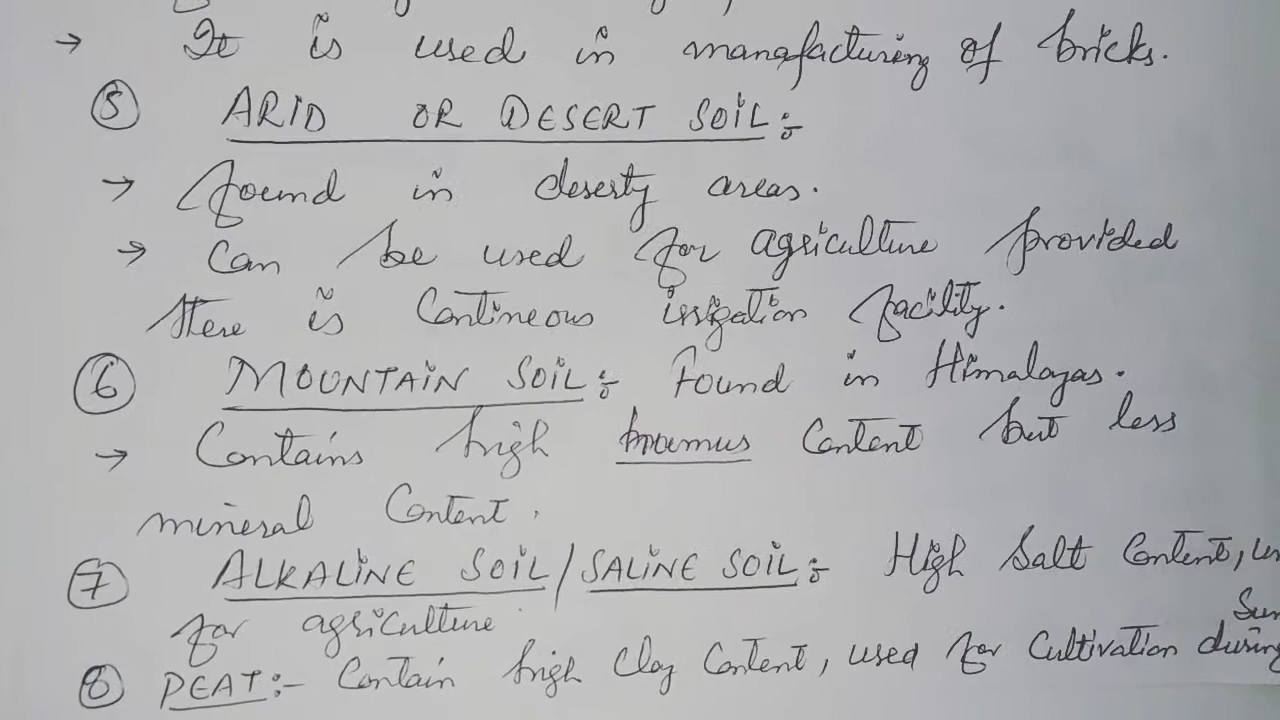 → It is used in manafacturing of bricks.
⑤ ARID OR DESERT SOIL:-
→ found in deserty areas.
→ Can be used for agriculture provided
there is Contineous irrigation facility.
⑥ MOUNTAIN SOIL:- Found in Himalayas.
→ Contains high humus Content but less
mineral Content.
⑦ ALKALINE SOIL/SALINE SOIL:- High Salt Content,
for agriculture
⑧ PEAT:- Contain high Clay Content, used for Cultivation during